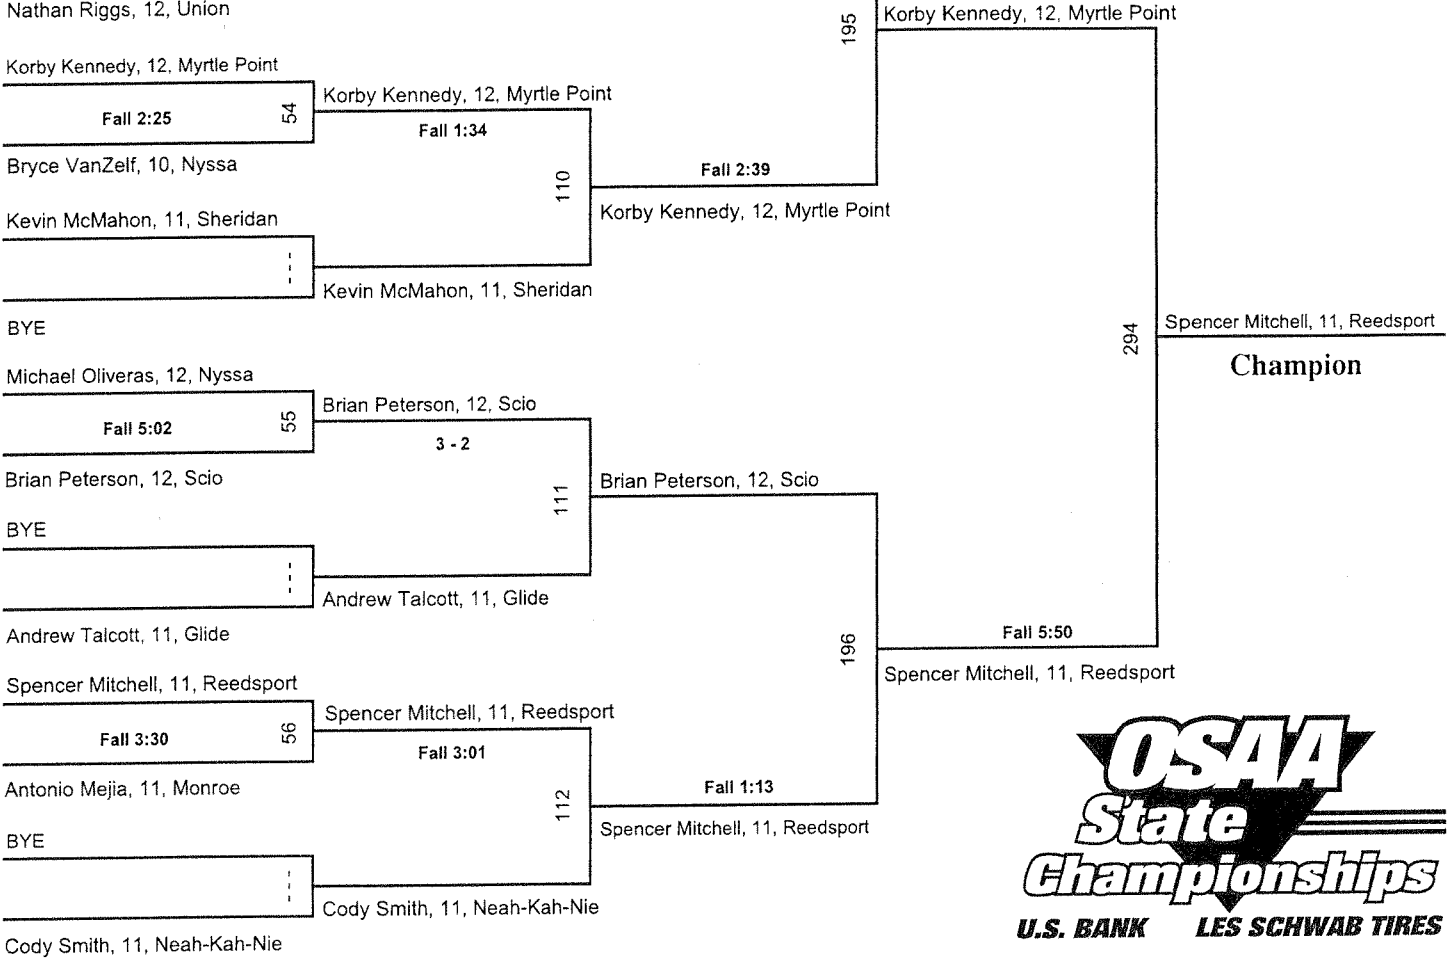 Nathan Riggs, 12, Union
195
Korby Kennedy, 12, Myrtle Point
Korby Kennedy, 12, Myrtle Point
Fall 2:25
54
Korby Kennedy, 12, Myrtle Point
Fall 1:34
Bryce VanZelf, 10, Nyssa
110
Fall 2:39
Korby Kennedy, 12, Myrtle Point
Kevin McMahon, 11, Sheridan
Kevin McMahon, 11, Sheridan
BYE
294
Spencer Mitchell, 11, Reedsport
Champion
Michael Oliveras, 12, Nyssa
Fall 5:02
55
Brian Peterson, 12, Scio
3 - 2
Brian Peterson, 12, Scio
111
Brian Peterson, 12, Scio
BYE
Andrew Talcott, 11, Glide
Andrew Talcott, 11, Glide
196
Fall 5:50
Spencer Mitchell, 11, Reedsport
Spencer Mitchell, 11, Reedsport
Fall 3:30
56
Spencer Mitchell, 11, Reedsport
Fall 3:01
Antonio Mejia, 11, Monroe
112
Fall 1:13
Spencer Mitchell, 11, Reedsport
BYE
Cody Smith, 11, Neah-Kah-Nie
Cody Smith, 11, Neah-Kah-Nie
OSAA
State
Championships
U.S. BANK LES SCHWAB TIRES